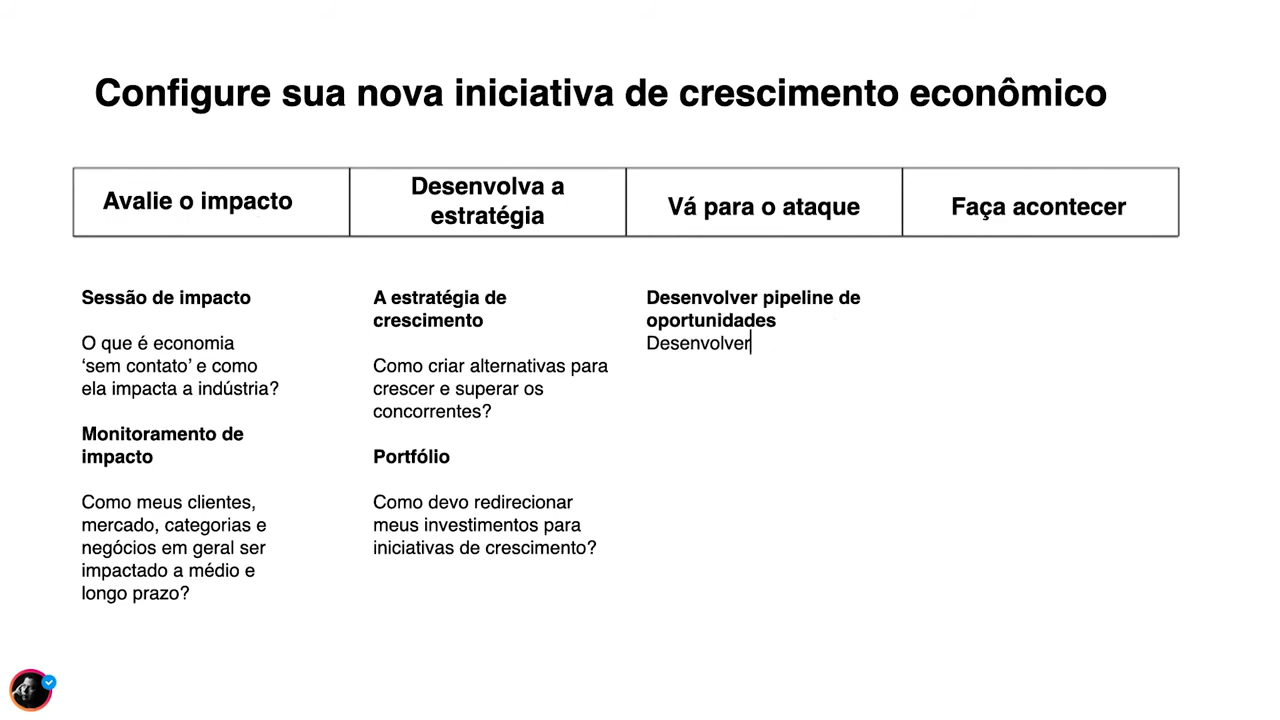 Configure sua nova iniciativa de crescimento econômico
Avalie o impacto
Desenvolva a
estratégia
Vá para o ataque
Faça acontecer
Sessão de impacto
O que é economia
‘sem contato’ e como
ela impacta a indústria?
Monitoramento de
impacto
Como meus clientes,
mercado, categorias e
negócios em geral ser
impactado a médio e
longo prazo?
A estratégia de
crescimento
Como criar alternativas para
crescer e superar os
concorrentes?
Portfólio
Como devo redirecionar
meus investimentos para
iniciativas de crescimento?
Desenvolver pipeline de
oportunidades
Desenvolver